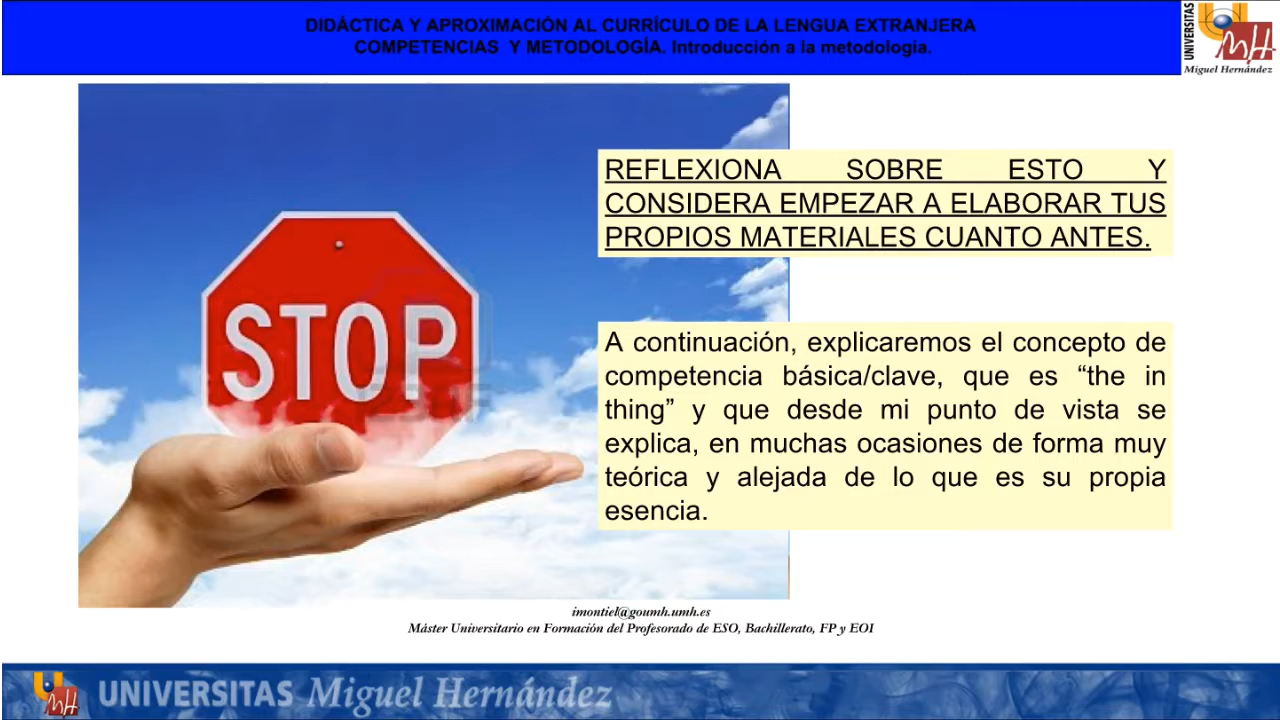 DIDÁCTICA Y APROXIMACIÓN AL CURRÍCULO DE LA LENGUA EXTRANJERA
COMPETENCIAS Y METODOLOGÍA. Introducción a la metodología.
UNIVERSITAS
MH
Miguel Hernández
STOP
REFLEXIONA SOBRE ESTO Y
CONSIDERA EMPEZAR A ELABORAR TUS
PROPIOS MATERIALES CUANTO ANTES.
A continuación, explicaremos el concepto de
competencia básica/clave, que es “the in
thing” y que desde mi punto de vista se
explica, en muchas ocasiones de forma muy
teórica y alejada de lo que es su propia
esencia.
imontiel@goumh.umh.es
Máster Universitario en Formación del Profesorado de ESO, Bachillerato, FP y EOI
MH
UNIVERSITAS Miguel Hernández